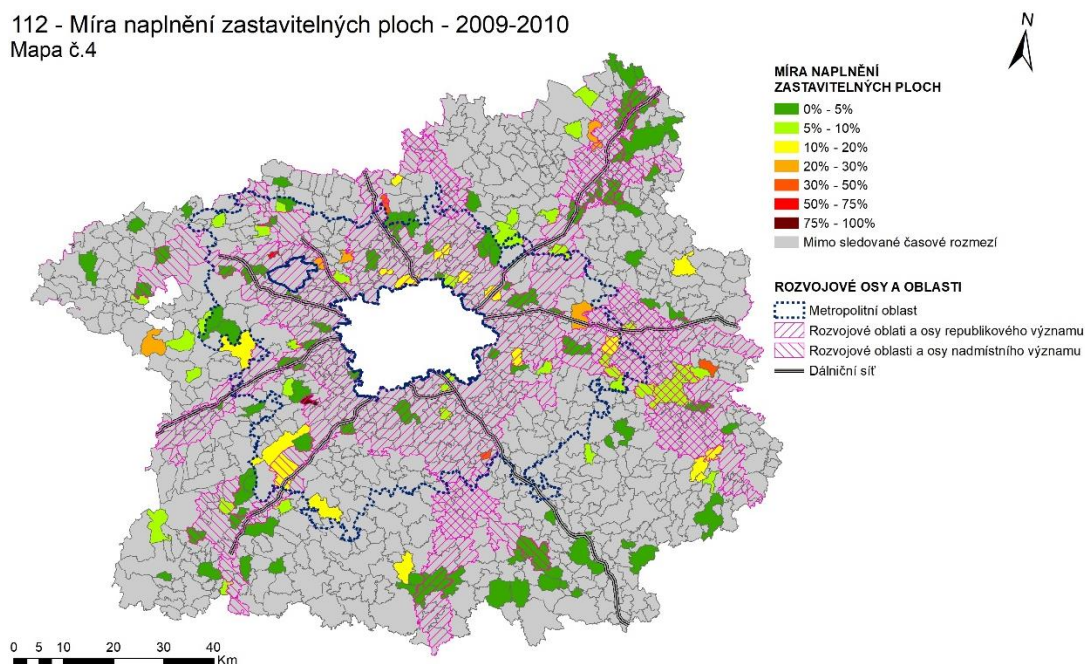 112 - Míra naplnění zastavitelných ploch - 2009-2010
Mapa č.4
N
MÍRA NAPLNĚNÍ
ZASTAVITELNÝCH PLOCH
0% - 5%
5% - 10%
10% - 20%
20% - 30%
30% - 50%
50% - 75%
75% - 100%
Mimo sledované časové rozmezí
ROZVOJOVÉ OSY A OBLASTI
Metropolitní oblast
Rozvojové oblati a osy republikového významu
Rozvojové oblasti a osy nadmístního významu
Dálniční síť
0 5 10 20 30 40
Km